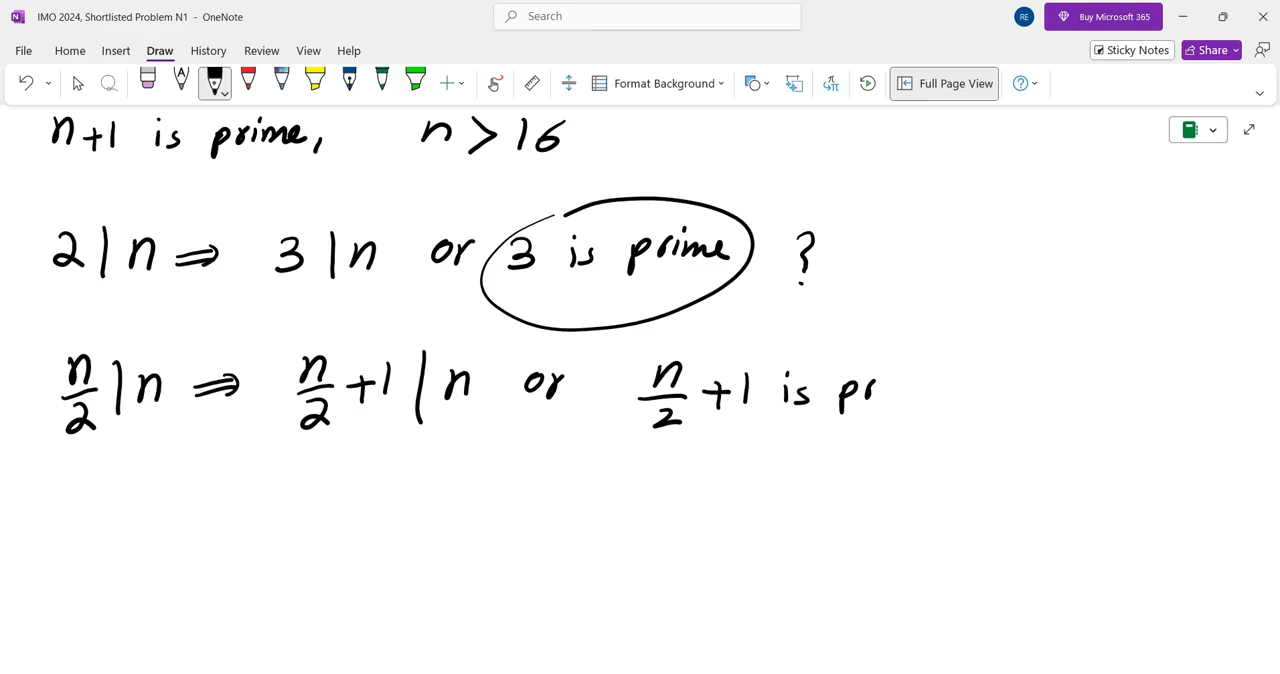 IMO 2024, Shortlisted Problem N1 - OneNote
Search
RE
Buy Microsoft 365
File Home Insert Draw History Review View Help
Sticky Notes
Share
Format Background
Full Page View
n+1 is prime, n > 16
2 | n ⇒ 3 | n or 3 is prime ?
n/2 | n ⇒ n/2 + 1 | n or n/2 + 1 is pr